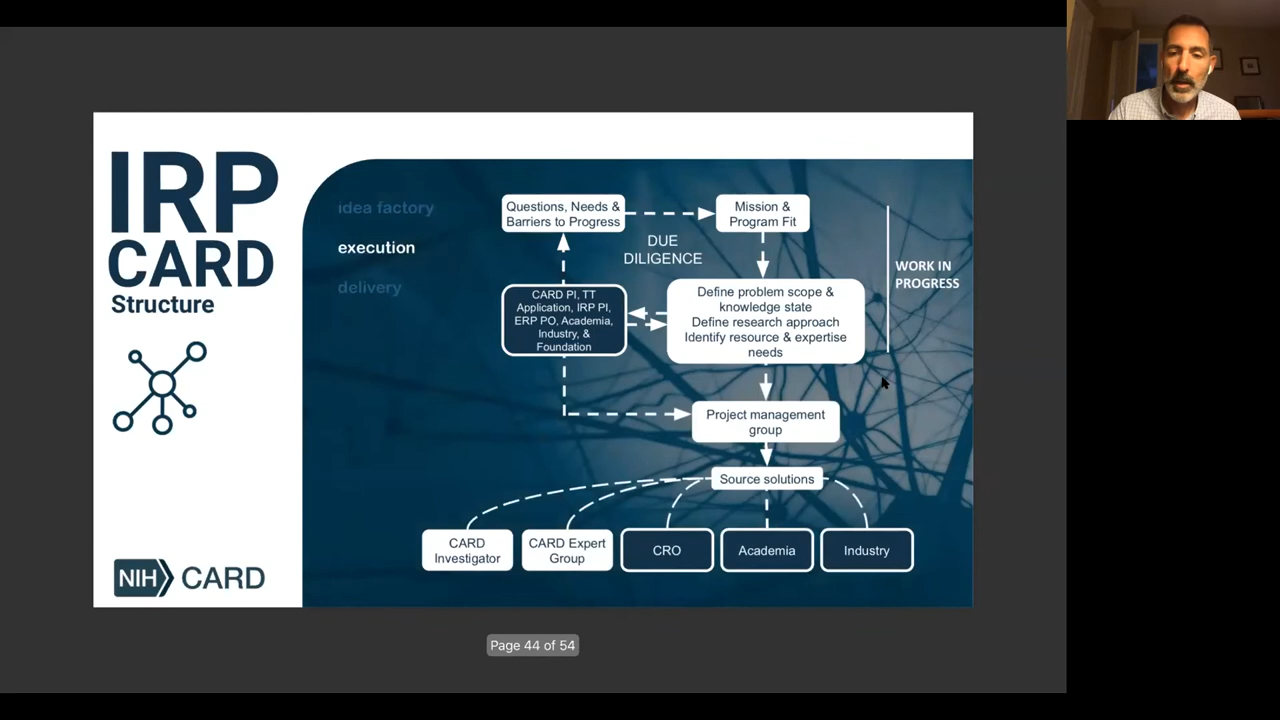 IRP
CARD
Structure
NIH CARD
idea factory
execution
delivery
Questions, Needs &
Barriers to Progress
Mission &
Program Fit
DUE
DILIGENCE
WORK IN
PROGRESS
CARD PI, TT
Application, IRP PI,
ERP PO, Academia,
Industry, &
Foundation
Define problem scope &
knowledge state
Define research approach
Identify resource & expertise
needs
Project management
group
Source solutions
CARD
Investigator
CARD Expert
Group
CRO
Academia
Industry
Page 44 of 54